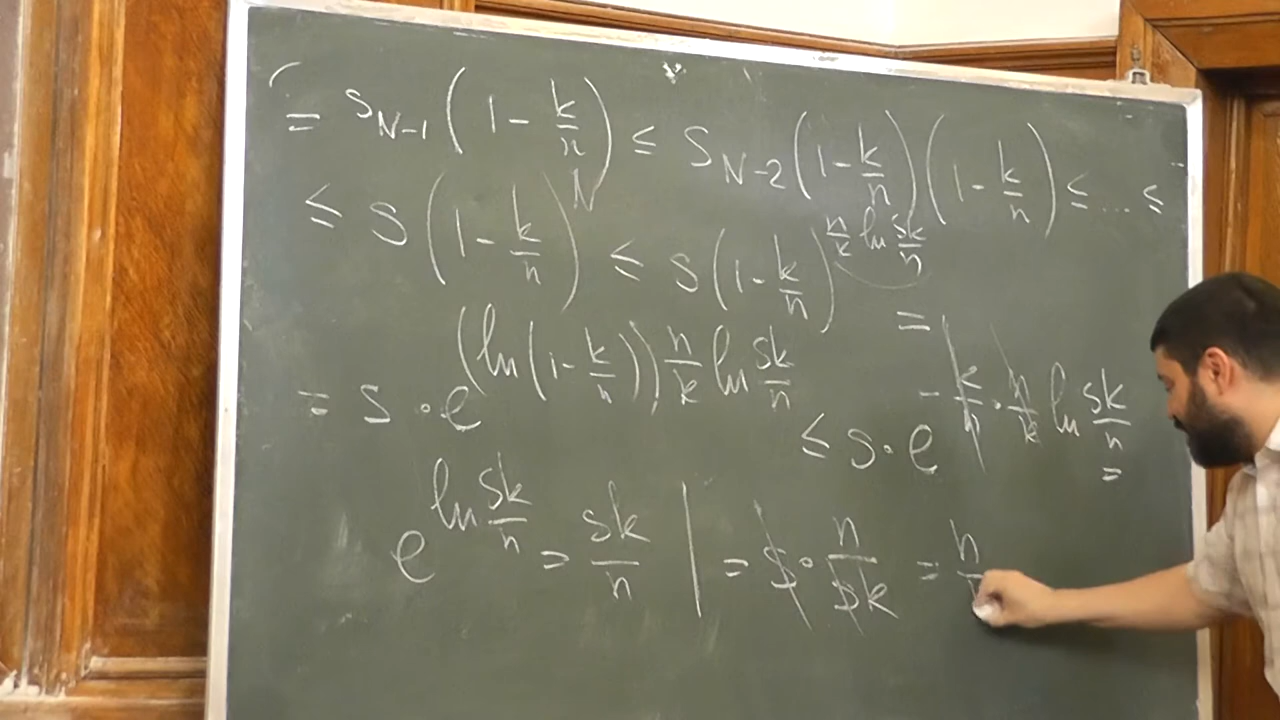 = s_{N-1} (1 - k/n) ≤ s_{N-2} (1 - k/n) (1 - k/n) ≤ ... ≤
≤ s (1 - k/n)^N ≤ s (1 - k/n)^{n/k ln sk/n} =
= s · e^{(ln(1 - k/n)) n/k ln sk/n} ≤ s · e^{- k/n · n/k ln sk/n} =
e^{ln sk/n} = sk/n | = s · n/sk = n/